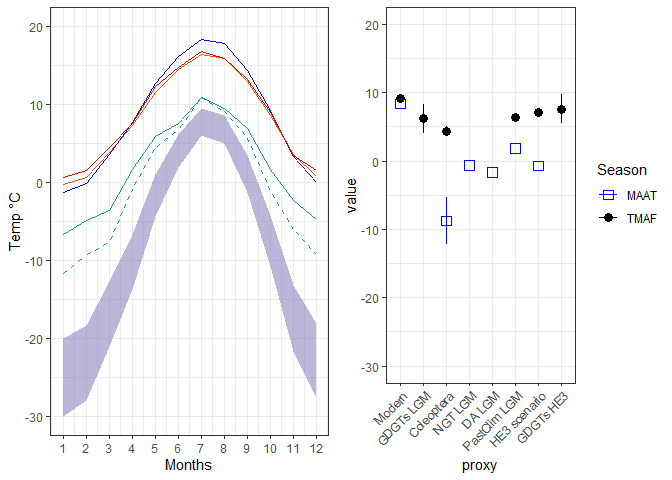 Temp °C
20
10
0
-10
-20
-30
1 2 3 4 5 6 7 8 9 10 11 12
Months
value
20
10
0
-10
-20
-30
Modern
GDGTs LGM
Coleoptera
NGT LGM
DA LGM
PastClim LGM
HE3 scenario
GDGTs HE3
proxy
Season
MAAT
TMAF